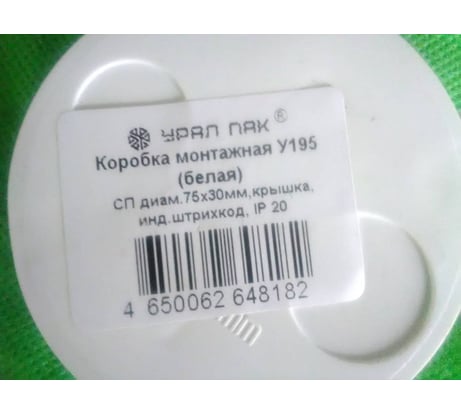 УРАЛ ПАК ®
Коробка монтажная У195
(белая)
СП диам.75х30мм,крышка,
инд.штрихкод, IP 20
4 650062 648182